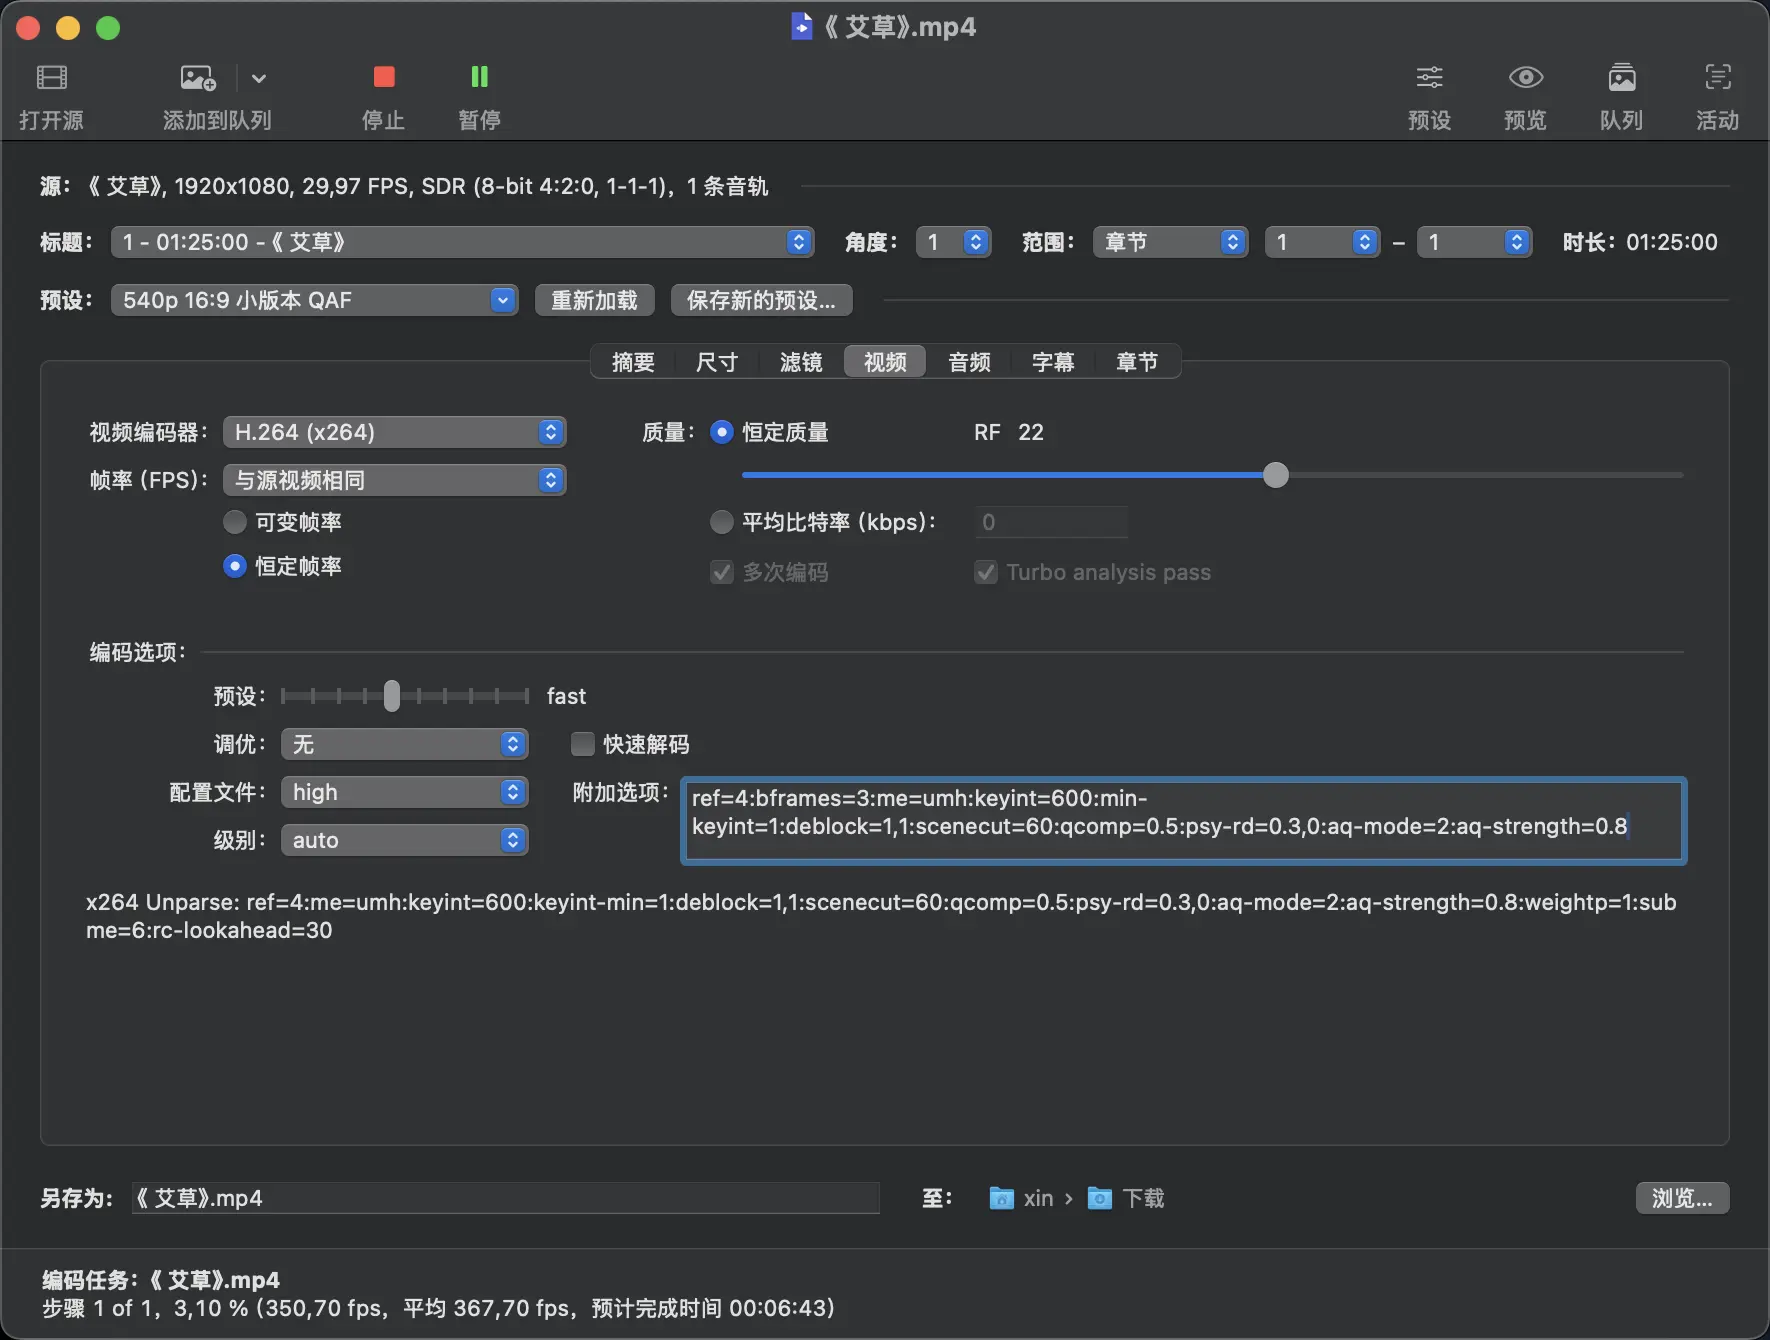 《 艾草》.mp4
打开源
添加到队列
停止
暂停
预设
预览
队列
活动
源： 《 艾草》, 1920x1080, 29,97 FPS, SDR (8-bit 4:2:0, 1-1-1)，1 条音轨
标题： 1 - 01:25:00 -《 艾草》 角度： 1 范围： 章节 1 – 1 时长：01:25:00
预设： 540p 16:9 小版本 QAF 重新加载 保存新的预设...
摘要 尺寸 滤镜 视频 音频 字幕 章节
视频编码器： H.264 (x264) 质量： 恒定质量 RF 22
帧率 (FPS)： 与源视频相同
可变帧率 平均比特率 (kbps)： 0
恒定帧率 多次编码 Turbo analysis pass
编码选项：
预设： fast
调优： 无 快速解码
配置文件： high 附加选项： ref=4:bframes=3:me=umh:keyint=600:min-
keyint=1:deblock=1,1:scenecut=60:qcomp=0.5:psy-rd=0.3,0:aq-mode=2:aq-strength=0.8
级别： auto
x264 Unparse: ref=4:me=umh:keyint=600:keyint-min=1:deblock=1,1:scenecut=60:qcomp=0.5:psy-rd=0.3,0:aq-mode=2:aq-strength=0.8:weightp=1:sub
me=6:rc-lookahead=30
另存为： 《 艾草》.mp4 至： xin › 下载 浏览...
编码任务：《 艾草》.mp4
步骤 1 of 1，3,10 % (350,70 fps，平均 367,70 fps，预计完成时间 00:06:43)